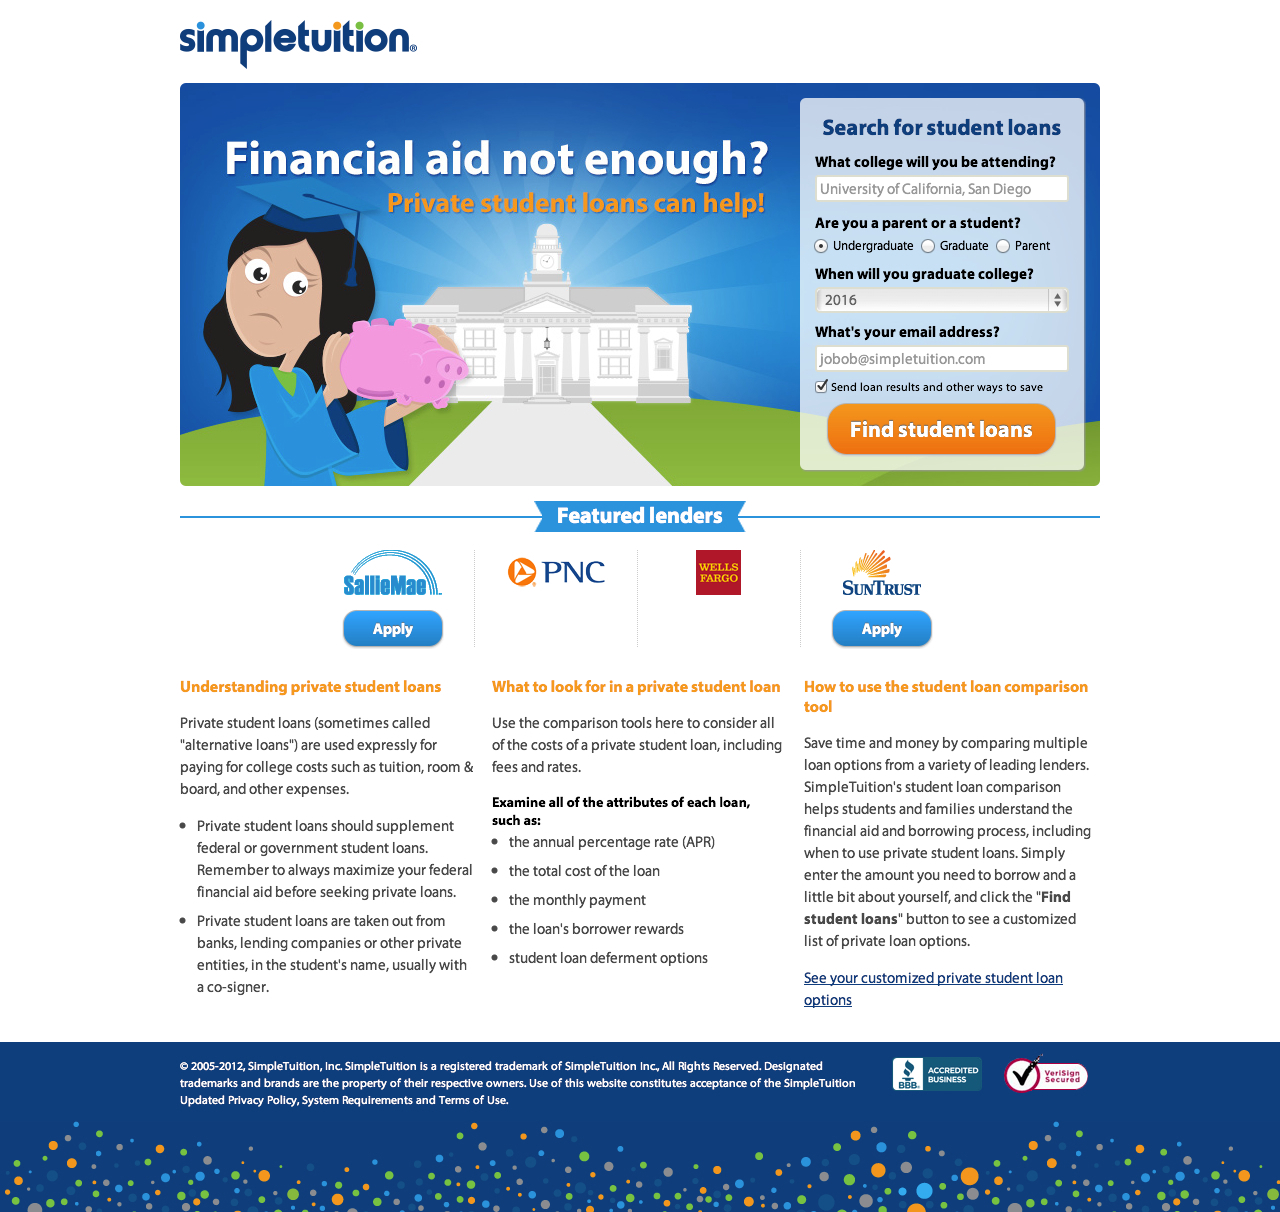 simpletuition®
Financial aid not enough?
Private student loans can help!
Search for student loans
What college will you be attending?
University of California, San Diego
Are you a parent or a student?
Undergraduate Graduate Parent
When will you graduate college?
2016
What's your email address?
jobob@simpletuition.com
Send loan results and other ways to save
Find student loans
Featured lenders
SallieMae
PNC
WELLS
FARGO
SUNTRUST
Apply
Apply
Understanding private student loans
Private student loans (sometimes called
"alternative loans") are used expressly for
paying for college costs such as tuition, room &
board, and other expenses.
• Private student loans should supplement
federal or government student loans.
Remember to always maximize your federal
financial aid before seeking private loans.
• Private student loans are taken out from
banks, lending companies or other private
entities, in the student's name, usually with
a co-signer.
What to look for in a private student loan
Use the comparison tools here to consider all
of the costs of a private student loan, including
fees and rates.
Examine all of the attributes of each loan,
such as:
• the annual percentage rate (APR)
• the total cost of the loan
• the monthly payment
• the loan's borrower rewards
• student loan deferment options
How to use the student loan comparison
tool
Save time and money by comparing multiple
loan options from a variety of leading lenders.
SimpleTuition's student loan comparison
helps students and families understand the
financial aid and borrowing process, including
when to use private student loans. Simply
enter the amount you need to borrow and a
little bit about yourself, and click the "Find
student loans" button to see a customized
list of private loan options.
See your customized private student loan
options
© 2005-2012, SimpleTuition, Inc. SimpleTuition is a registered trademark of SimpleTuition Inc., All Rights Reserved. Designated
trademarks and brands are the property of their respective owners. Use of this website constitutes acceptance of the SimpleTuition
Updated Privacy Policy, System Requirements and Terms of Use.
BBB.
ACCREDITED
BUSINESS
VeriSign
Secured